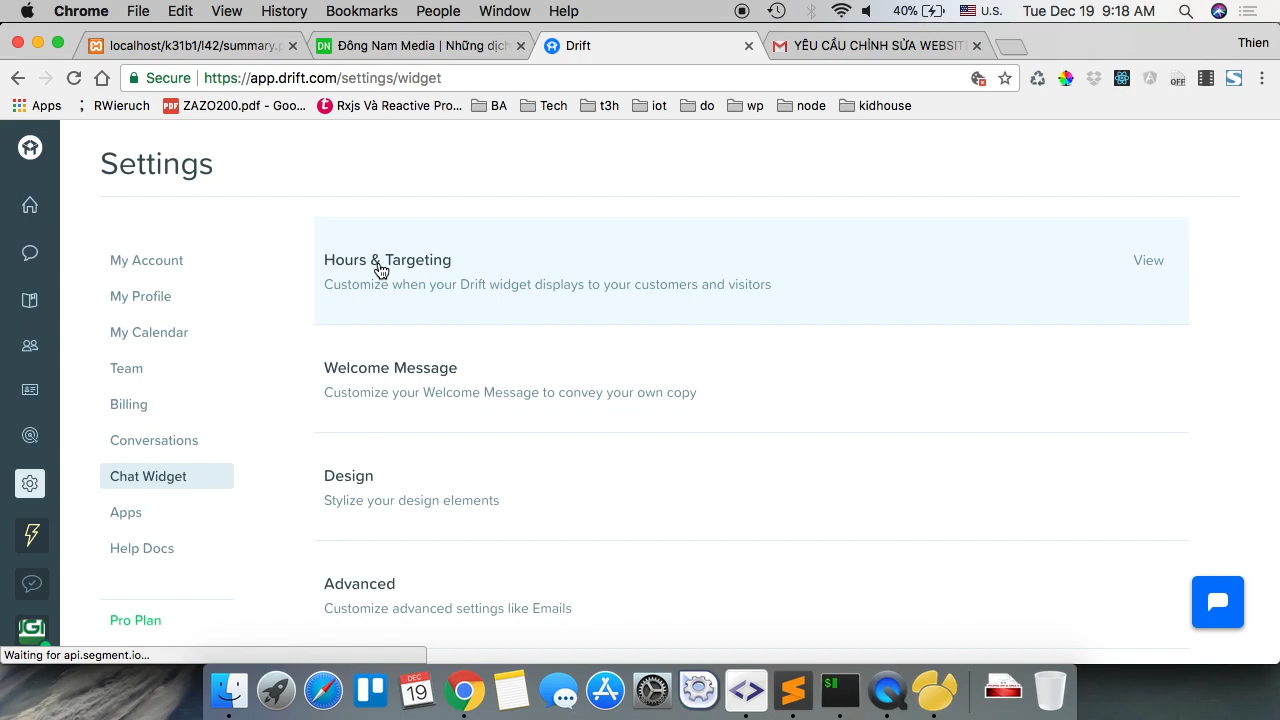 Chrome File Edit View History Bookmarks People Window Help 40% U.S. Tue Dec 19 9:18 AM
localhost/k31b1/l42/summary.p Đông Nam Media | Những dịch Drift YÊU CẦU CHỈNH SỬA WEBSIT Thien
Secure https://app.drift.com/settings/widget OFF
Apps RWieruch ZAZO200.pdf - Goo... Rxjs Và Reactive Pro... BA Tech t3h iot do wp node kidhouse
Settings
My Account
My Profile
My Calendar
Team
Billing
Conversations
Chat Widget
Apps
Help Docs
Pro Plan
Hours & Targeting View
Customize when your Drift widget displays to your customers and visitors
Welcome Message
Customize your Welcome Message to convey your own copy
Design
Stylize your design elements
Advanced
Customize advanced settings like Emails
Waiting for api.segment.io...
DEC
19